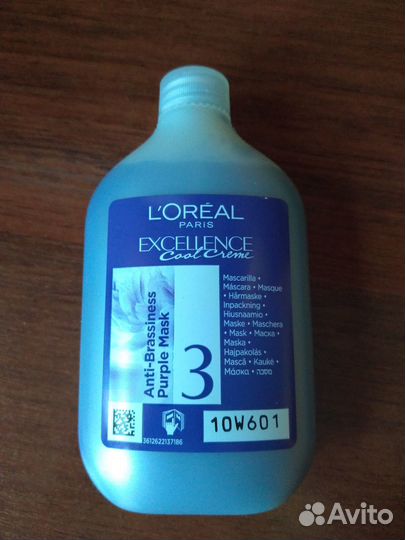 L'ORÉAL
PARIS
EXCELLENCE
Cool Crème
Anti-Brassiness
Purple Mask
3
Mascarilla •
Máscara • Masque
• Hårmaske •
Inpackning •
Hiusnaamio •
Maske • Maschera
• Mask • Маска •
Maska •
Hajpakolás •
Mască • Kaukė •
Μάσκα • מסכה
3612622137186
10W601
Avito